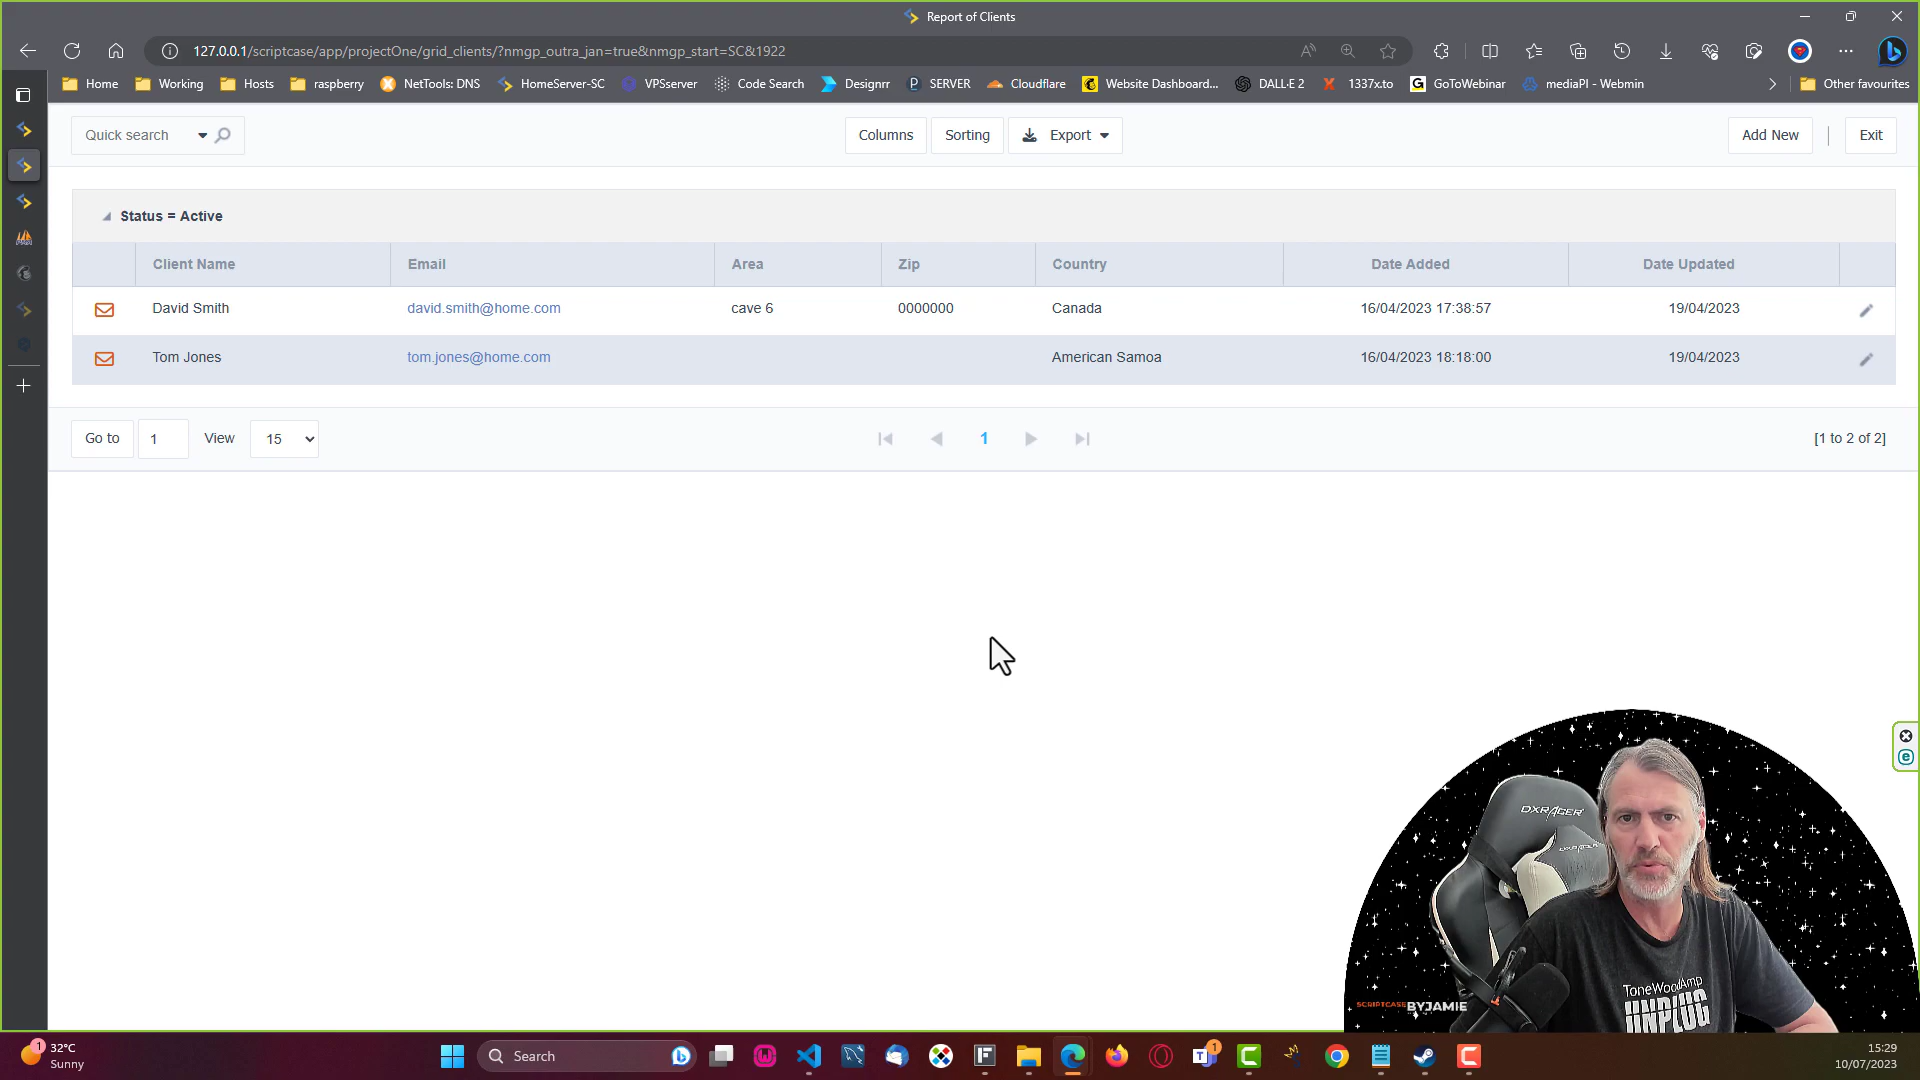 Report of Clients
127.0.0.1/scriptcase/app/projectOne/grid_clients/?nmgp_outra_jan=true&nmgp_start=SC&1922
Home Working Hosts raspberry NetTools: DNS HomeServer-SC VPSserver Code Search Designrr SERVER Cloudflare Website Dashboard... DALL·E 2 1337x.to GoToWebinar mediaPI - Webmin Other favourites
Quick search Columns Sorting Export Add New Exit
Status = Active
Client Name Email Area Zip Country Date Added Date Updated
David Smith david.smith@home.com cave 6 0000000 Canada 16/04/2023 17:38:57 19/04/2023
Tom Jones tom.jones@home.com American Samoa 16/04/2023 18:18:00 19/04/2023
Go to 1 View 15 1 [1 to 2 of 2]
DXRACER
ToneWoodAmp
UNPLUG
SCRIPTCASE BYJAMIE
1 32°C
Sunny
Search
1
15:29
10/07/2023